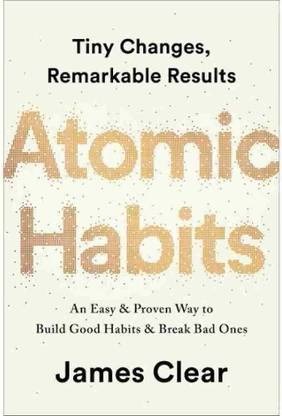 Tiny Changes,
Remarkable Results
Atomic
Habits
An Easy & Proven Way to
Build Good Habits & Break Bad Ones
James Clear